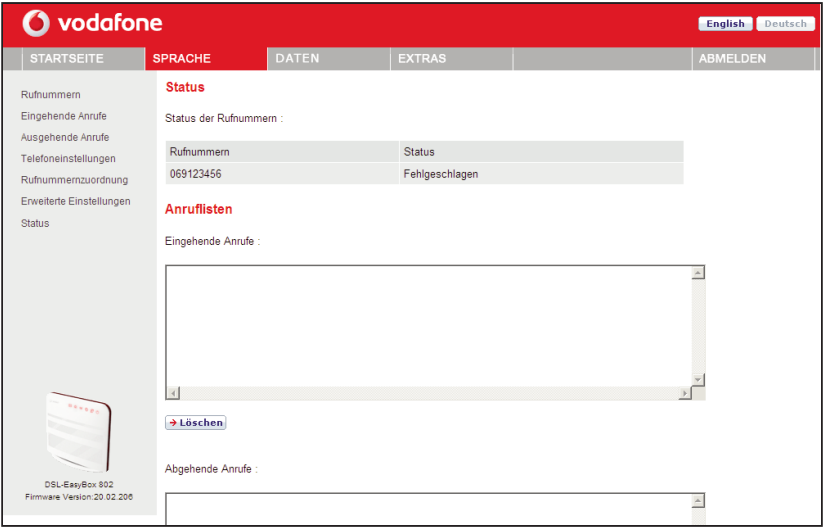 vodafone
English Deutsch
STARTSEITE SPRACHE DATEN EXTRAS ABMELDEN
Rufnummern
Eingehende Anrufe
Ausgehende Anrufe
Telefoneinstellungen
Rufnummernzuordnung
Erweiterte Einstellungen
Status
Status
Status der Rufnummern :
Rufnummern Status
069123456 Fehlgeschlagen
Anruflisten
Eingehende Anrufe :
Löschen
Abgehende Anrufe :
DSL-EasyBox 802
Firmware Version:20.02.206